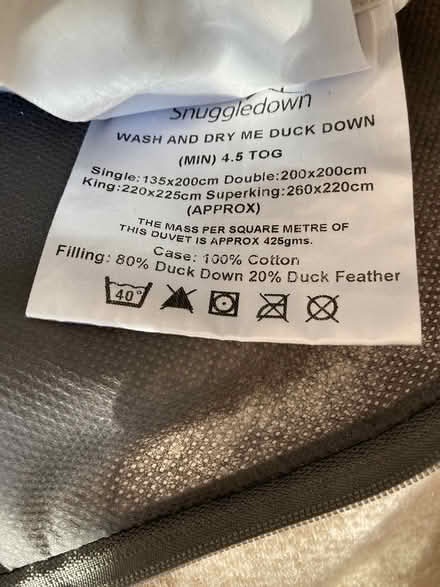 Snuggledown
WASH AND DRY ME DUCK DOWN
(MIN) 4.5 TOG
Single:135x200cm Double:200x200cm
King:220x225cm Superking:260x220cm
(APPROX)
THE MASS PER SQUARE METRE OF
THIS DUVET IS APPROX 425gms.
Case: 100% Cotton
Filling: 80% Duck Down 20% Duck Feather
40°